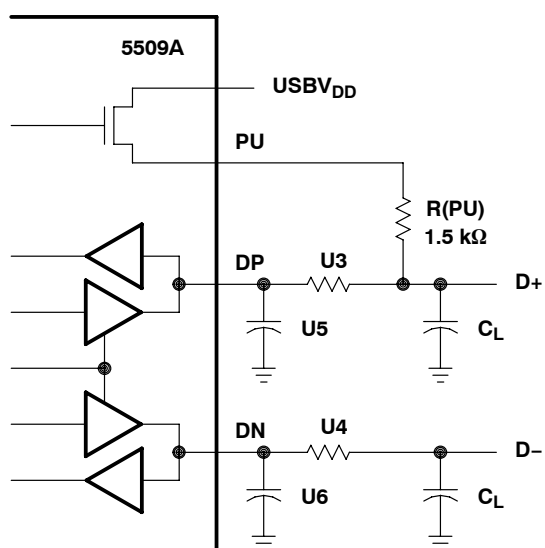 5509A
USBVDD
PU
R(PU)
1.5 kΩ
DP
U3
D+
U5
CL
DN
U4
D−
U6
CL